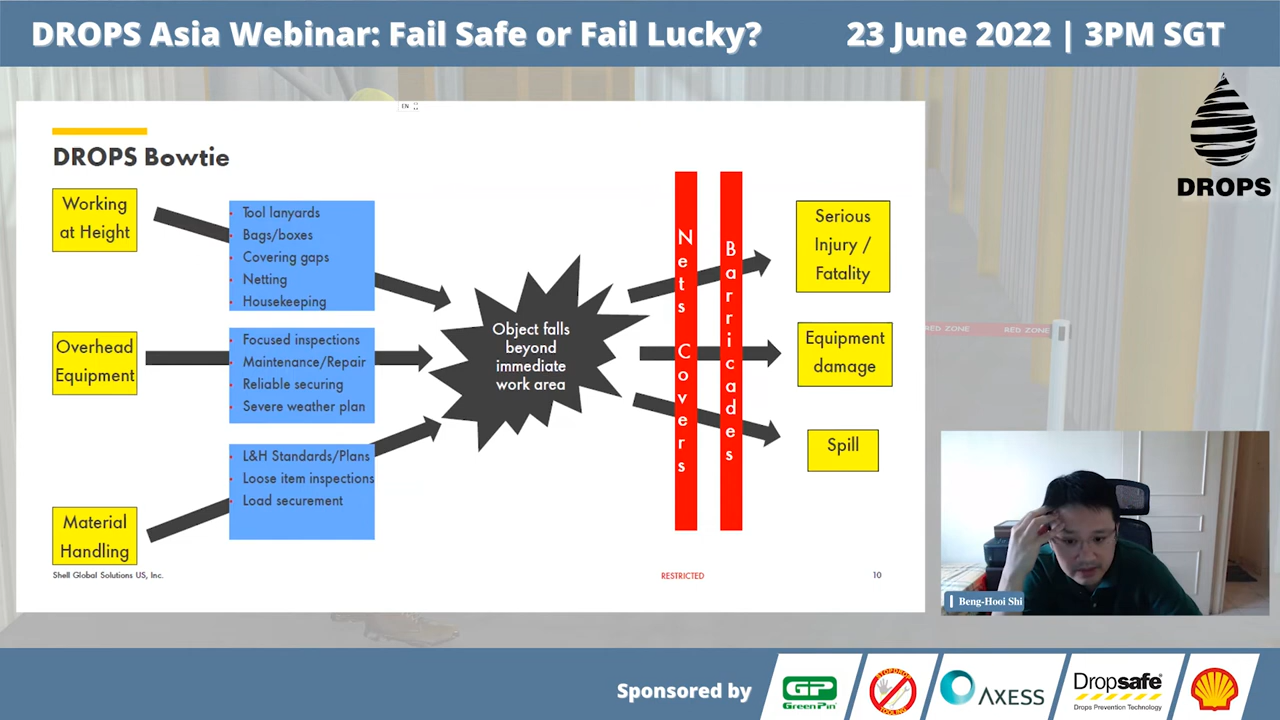 DROPS Asia Webinar: Fail Safe or Fail Lucky?
23 June 2022 | 3PM SGT
DROPS
EN
DROPS Bowtie
Working
at Height
Tool lanyards
Bags/boxes
Covering gaps
Netting
Housekeeping
Overhead
Equipment
Focused inspections
Maintenance/Repair
Reliable securing
Severe weather plan
Material
Handling
L&H Standards/Plans
Loose item inspections
Load securement
Object falls
beyond
immediate
work area
Nets Covers
Barricades
Serious
Injury /
Fatality
Equipment
damage
Spill
Shell Global Solutions US, Inc.
RESTRICTED
10
RED ZONE
RED ZONE
Beng-Hooi Shi
Sponsored by
GP
Green Pin
STOPDROP
TOOLING
AXESS
Dropsafe
Drops Prevention Technology